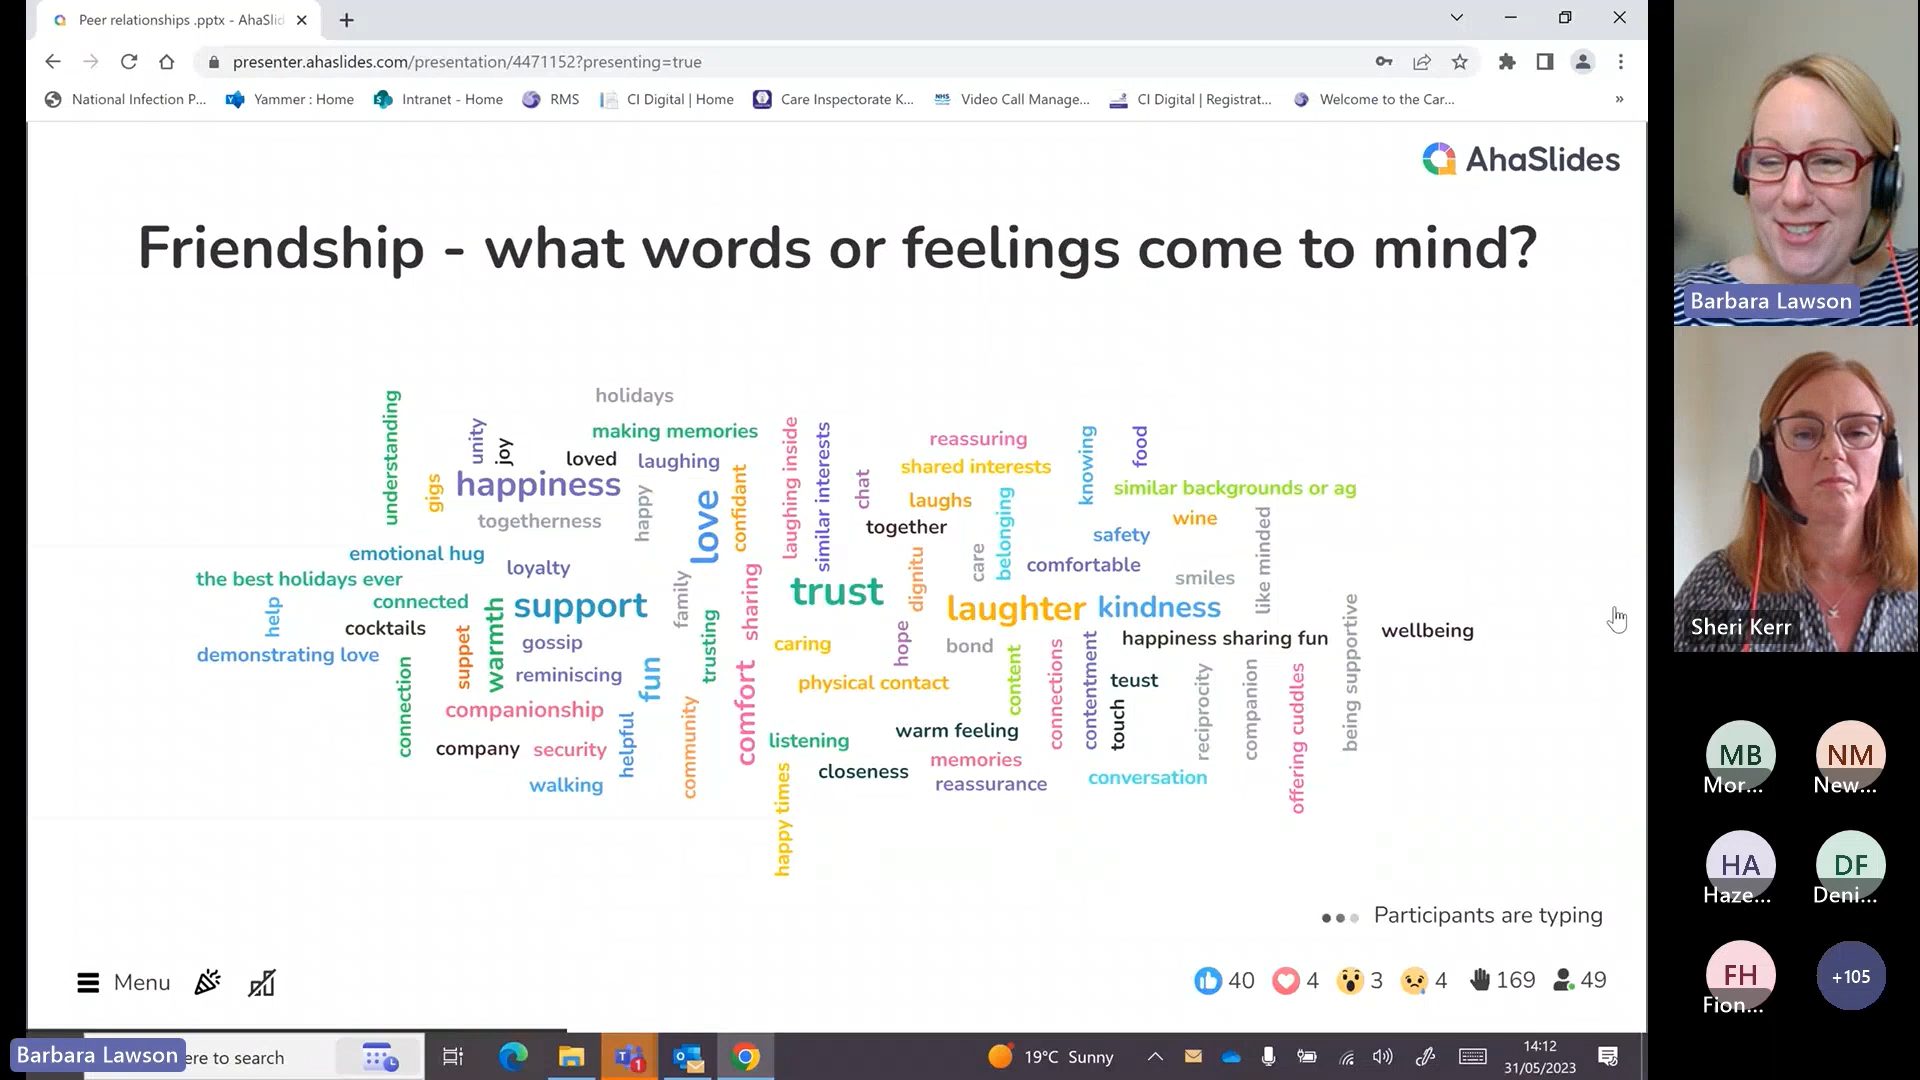 Peer relationships .pptx - AhaSlid
presenter.ahaslides.com/presentation/4471152?presenting=true
National Infection P...
Yammer : Home
Intranet - Home
RMS
CI Digital | Home
Care Inspectorate K...
NHS
Video Call Manage...
CI Digital | Registrat...
Welcome to the Car...
»
AhaSlides
Friendship - what words or feelings come to mind?
holidays
understanding
unity
joy
making memories
loved
laughing
gigs
happiness
togetherness
happy
love
confidant
laughing inside
similar interests
chat
reassuring
shared interests
laughs
together
belonging
knowing
food
similar backgrounds or ag
wine
safety
like minded
emotional hug
loyalty
the best holidays ever
connected
help
cocktails
demonstrating love
suppet
warmth
support
gossip
reminiscing
family
trusting
sharing
trust
dignitu
care
comfortable
smiles
laughter
kindness
caring
hope
bond
happiness sharing fun
wellbeing
being supportive
connection
companionship
company
security
walking
helpful
fun
community
comfort
physical contact
content
connections
contentment
teust
touch
reciprocity
companion
offering cuddles
listening
warm feeling
closeness
memories
reassurance
conversation
happy times
Participants are typing
Menu
40
4
3
4
169
49
Barbara Lawson
Sheri Kerr
MB
Mor...
NM
New...
HA
Haze...
DF
Deni...
FH
Fion...
+105
Barbara Lawson
ere to search
1
19°C Sunny
14:12
31/05/2023